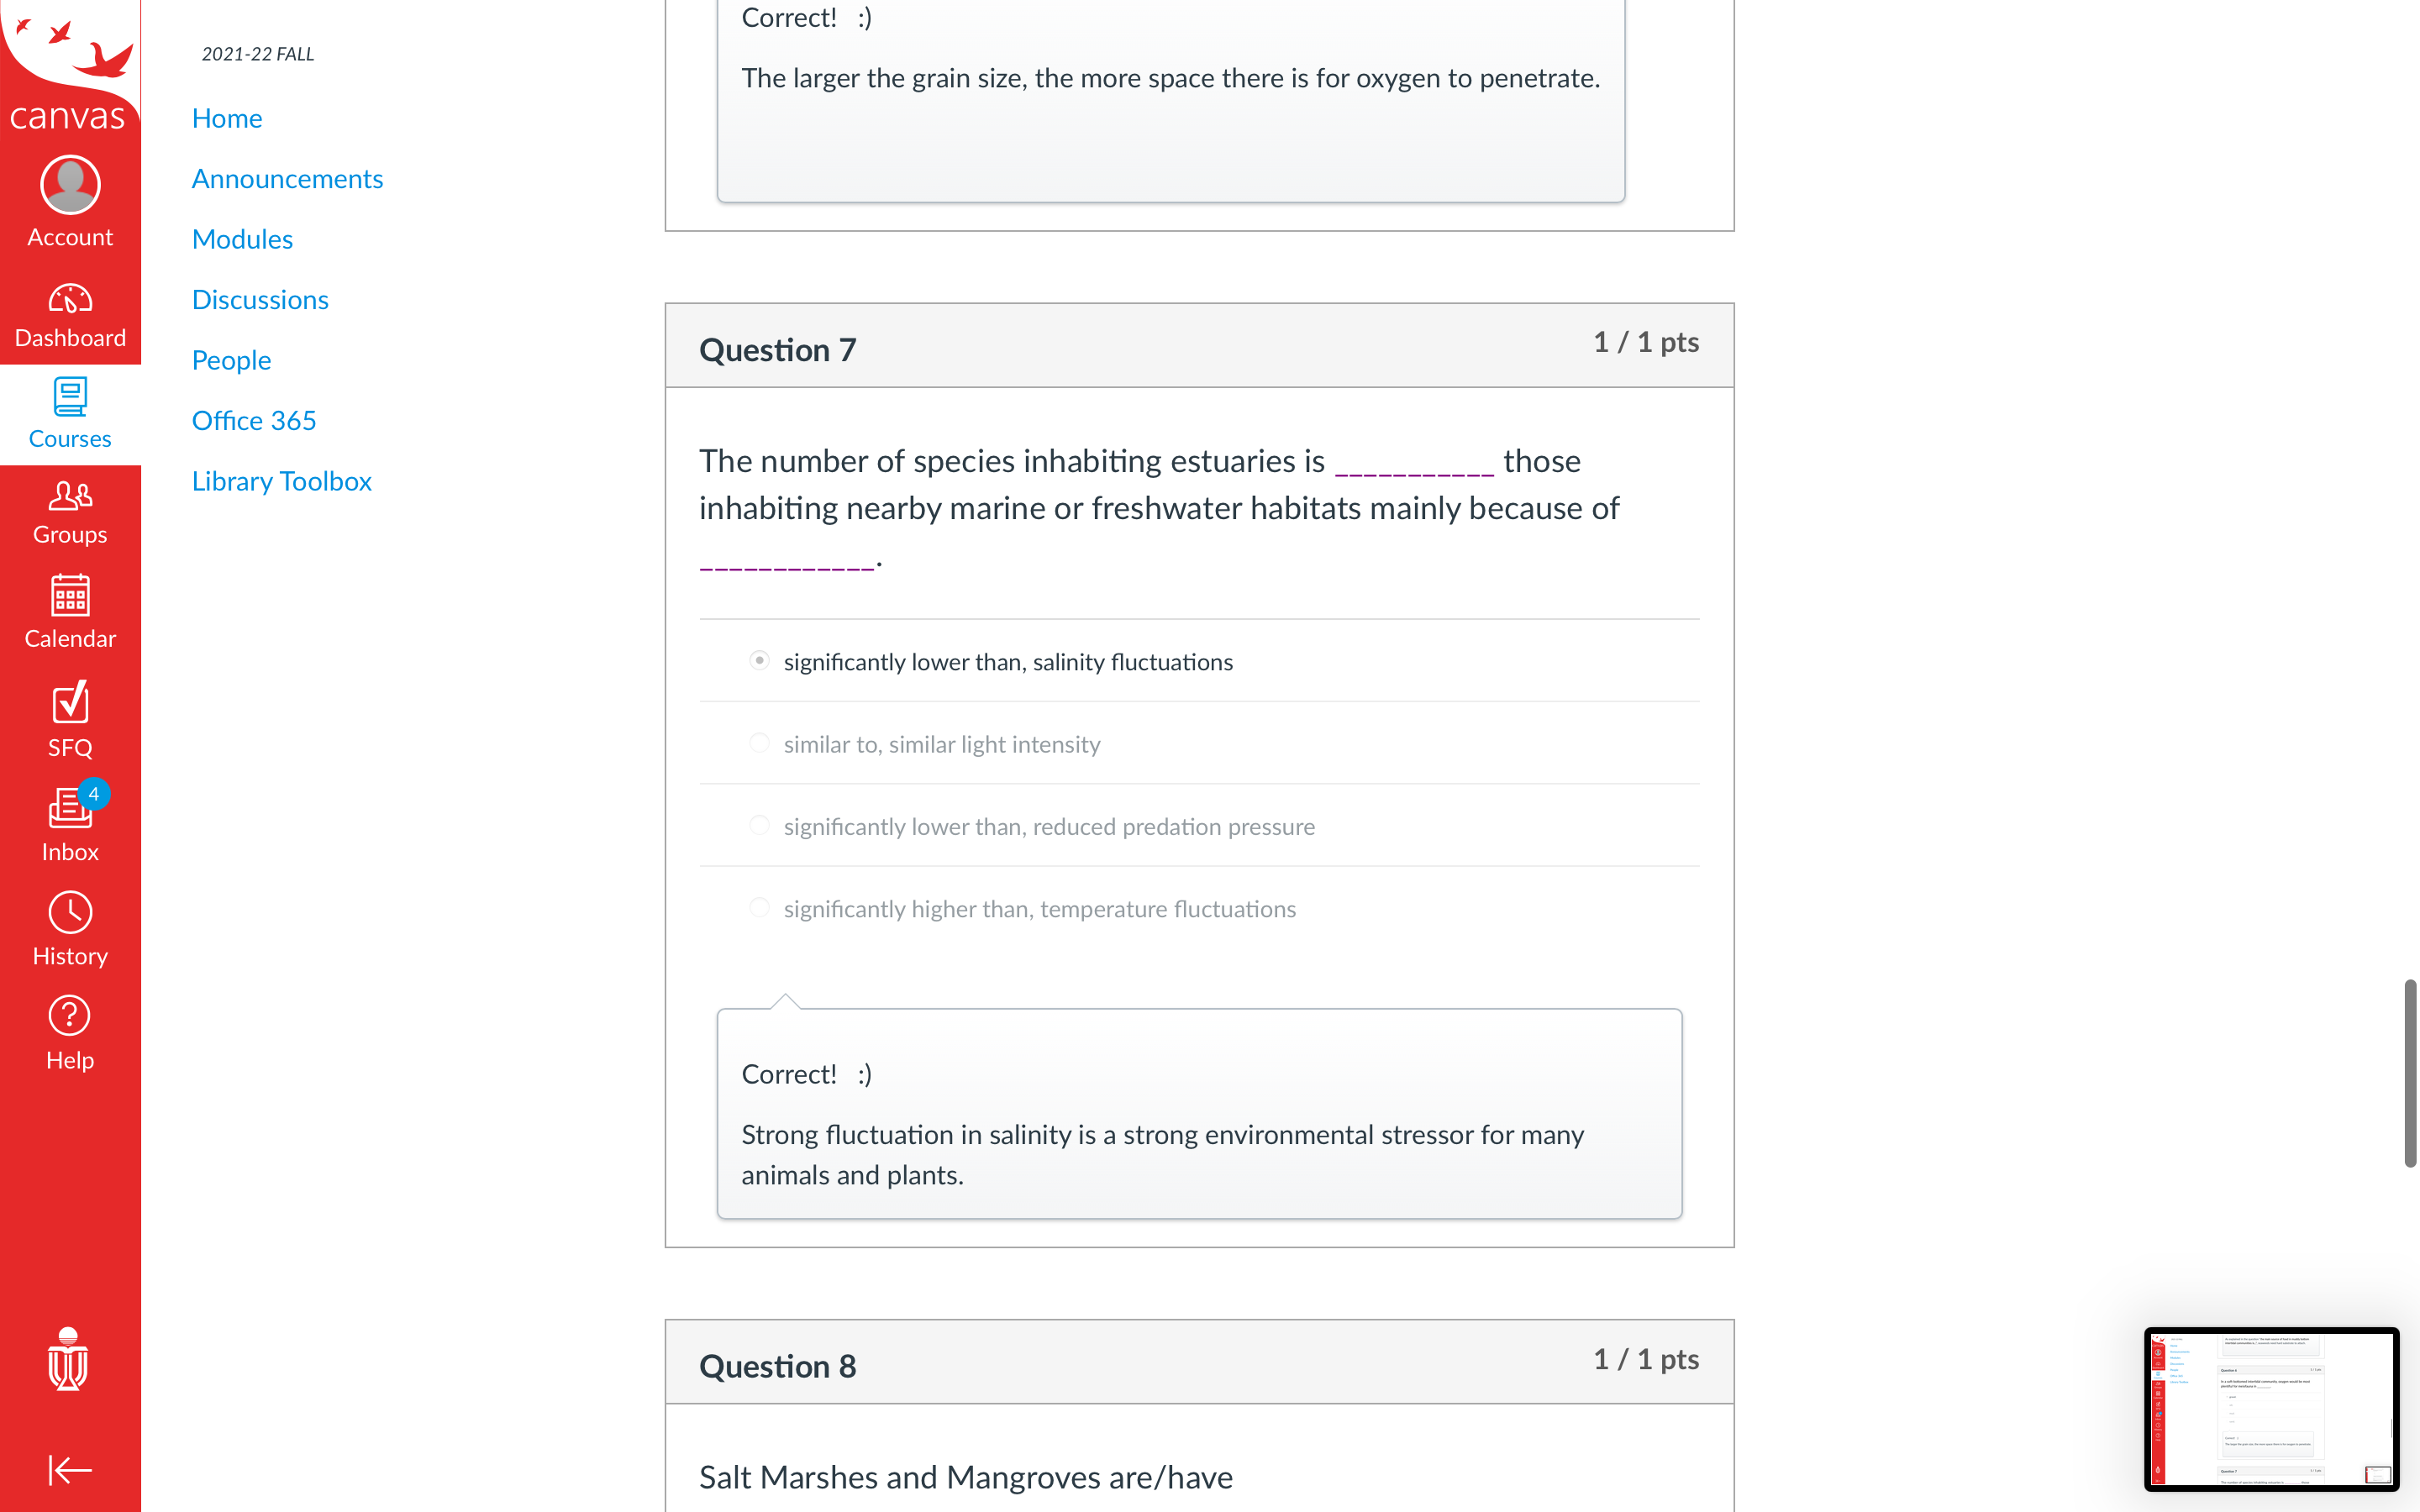 canvas
Account
Dashboard
Courses
Groups
Calendar
SFQ
4
Inbox
History
Help
2021-22 FALL
Home
Announcements
Modules
Discussions
People
Office 365
Library Toolbox
Correct! :)
The larger the grain size, the more space there is for oxygen to penetrate.
Question 7
1 / 1 pts
The number of species inhabiting estuaries is __________ those
inhabiting nearby marine or freshwater habitats mainly because of
___________.
significantly lower than, salinity fluctuations
similar to, similar light intensity
significantly lower than, reduced predation pressure
significantly higher than, temperature fluctuations
Correct! :)
Strong fluctuation in salinity is a strong environmental stressor for many
animals and plants.
Question 8
1 / 1 pts
Salt Marshes and Mangroves are/have